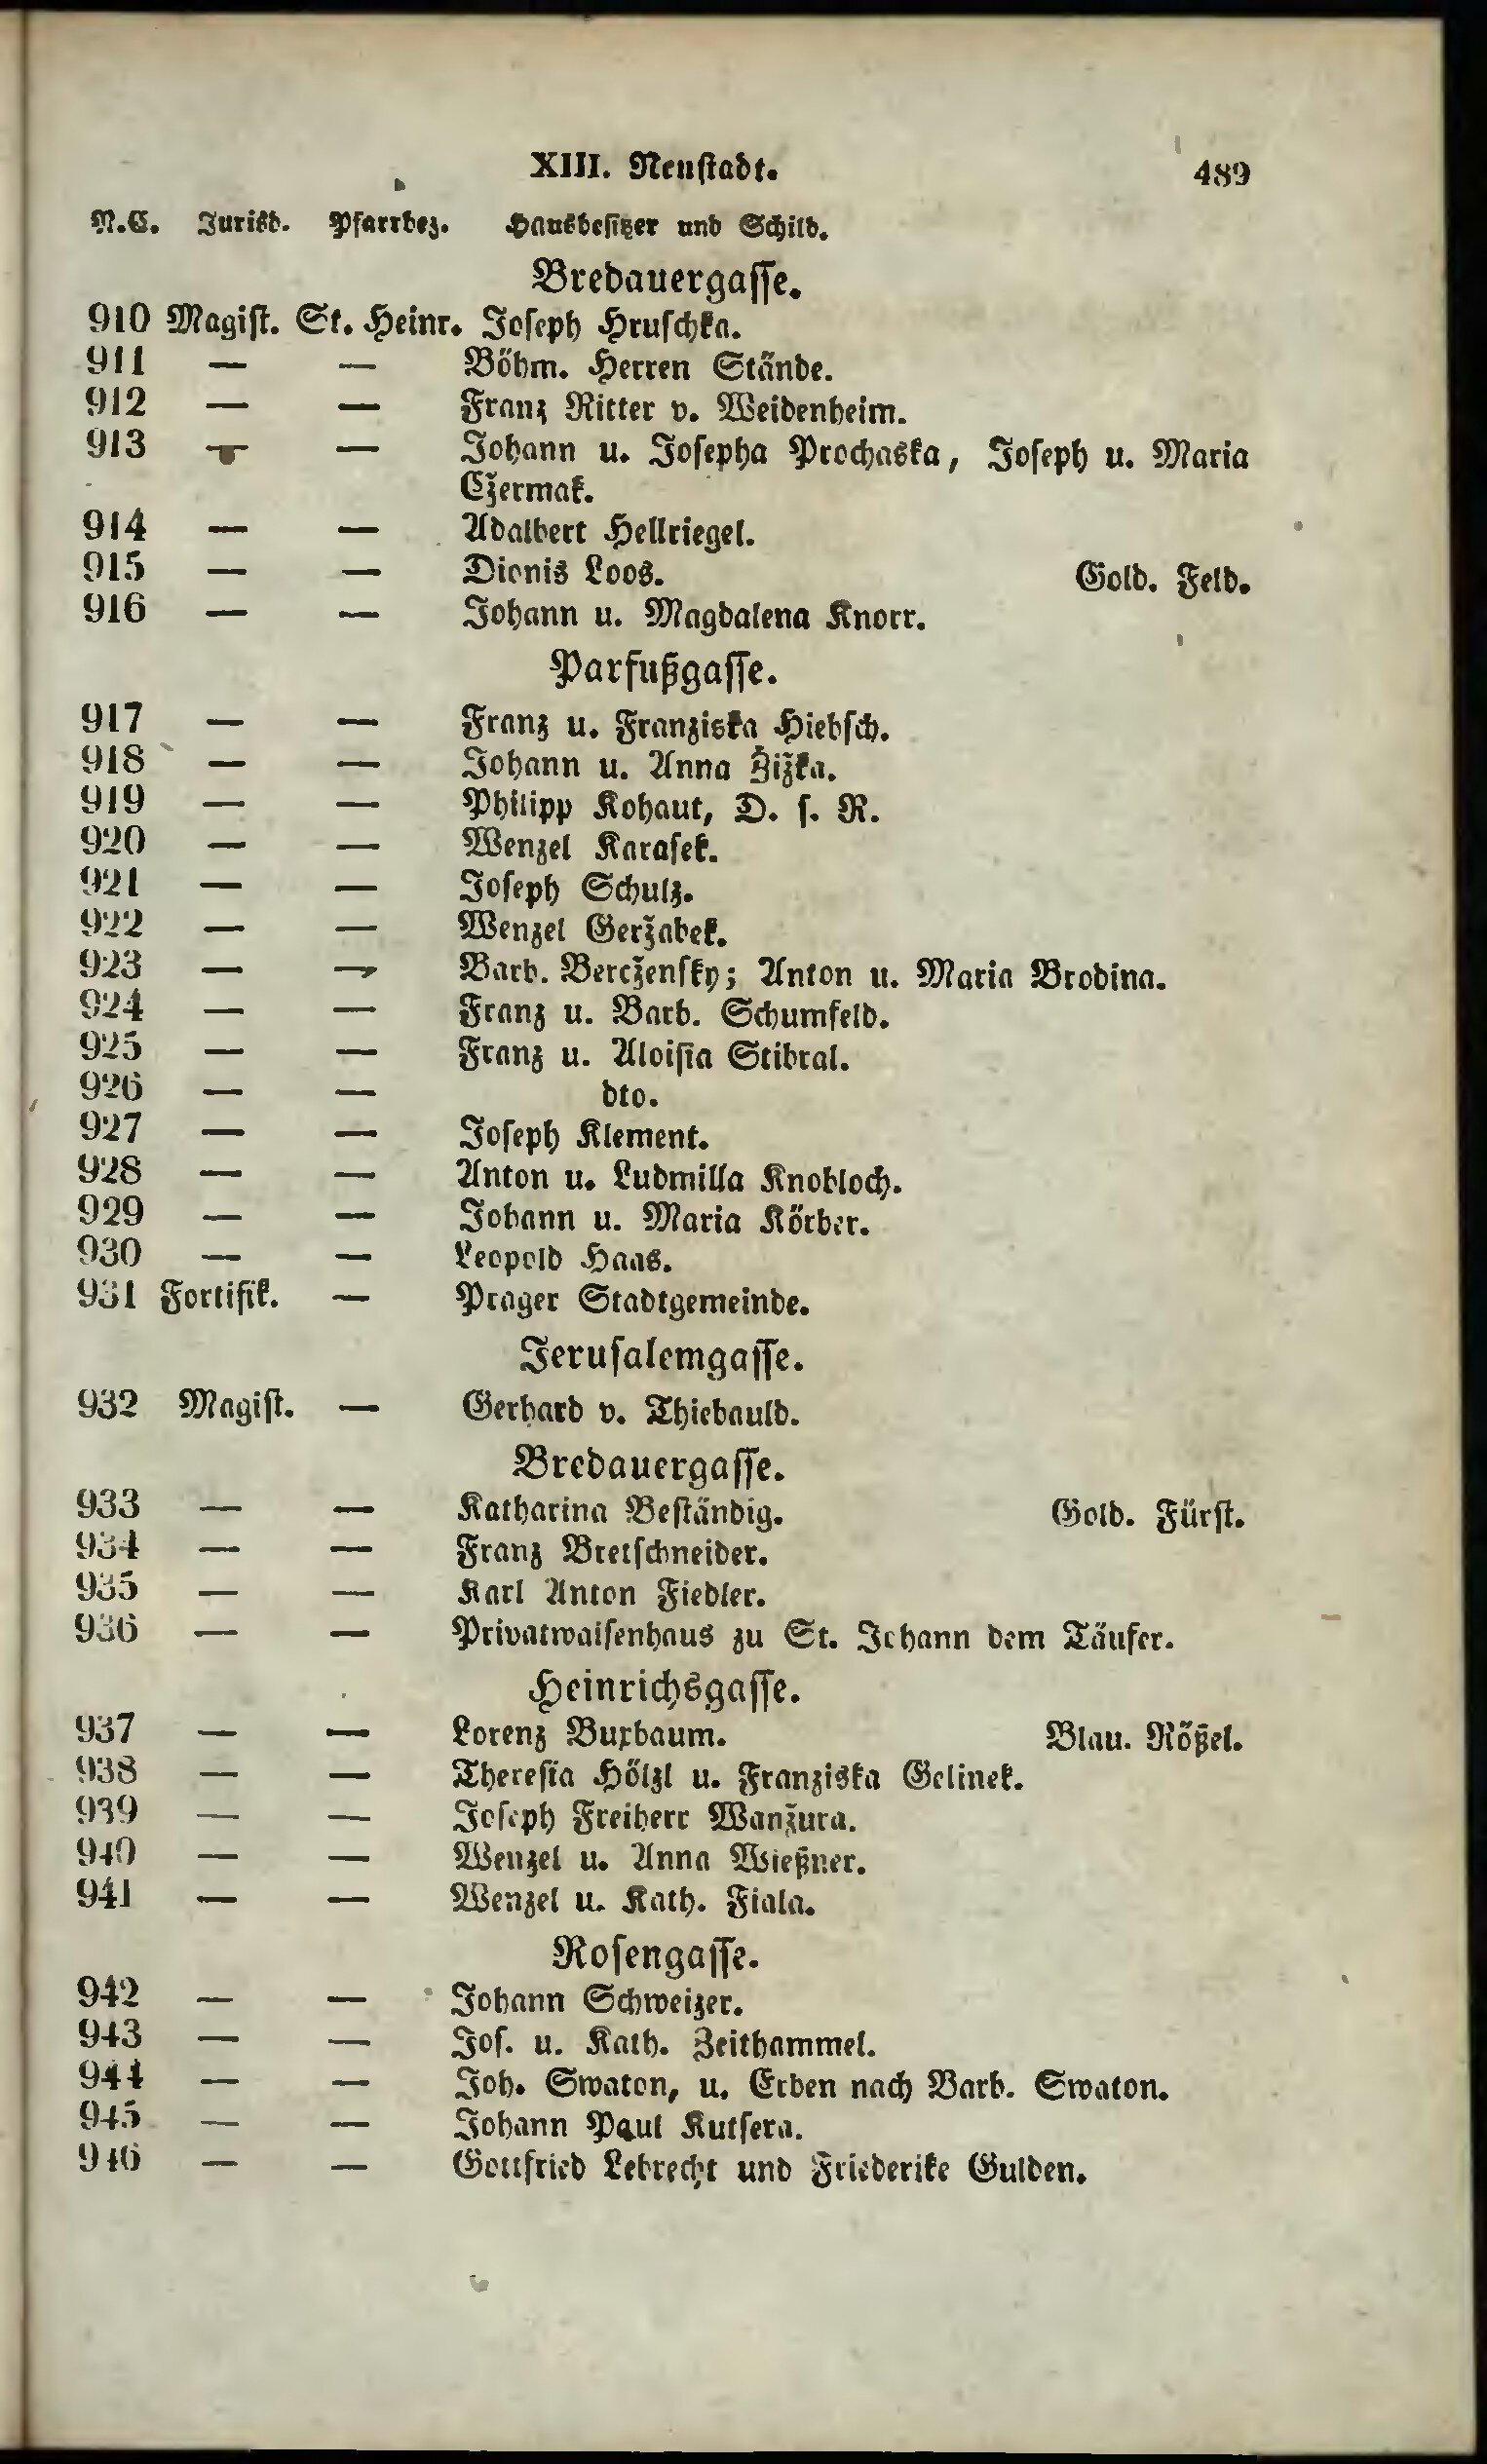 XIII. Neustadt. 489
N.C. Jurisd. Pfarrbez. Hausbesitzer und Schild.
Bredauergasse.
910 Magist. St. Heinr. Joseph Hruschka.
911 — — Böhm. Herren Stände.
912 — — Franz Ritter v. Weidenheim.
913 — — Johann u. Josepha Prochaska, Joseph u. Maria
Cžermak.
914 — — Adalbert Hellriegel.
915 — — Dionis Loos. Gold. Feld.
916 — — Johann u. Magdalena Knorr.
Parfußgasse.
917 — — Franz u. Franziska Hiebsch.
918 — — Johann u. Anna Žižka.
919 — — Philipp Kohaut, D. s. R.
920 — — Wenzel Karasek.
921 — — Joseph Schulz.
922 — — Wenzel Geržabek.
923 — — Barb. Bercžensky; Anton u. Maria Brodina.
924 — — Franz u. Barb. Schumfeld.
925 — — Franz u. Aloisia Stibral.
926 — — dto.
927 — — Joseph Klement.
928 — — Anton u. Ludmilla Knobloch.
929 — — Johann u. Maria Körber.
930 — — Leopold Haas.
931 Fortifik. — Prager Stadtgemeinde.
Jerusalemgasse.
932 Magist. — Gerhard v. Thiebauld.
Bredauergasse.
933 — — Katharina Beständig. Gold. Fürst.
934 — — Franz Bretschneider.
935 — — Karl Anton Fiedler.
936 — — Privatwaisenhaus zu St. Johann dem Täufer.
Heinrichsgasse.
937 — — Lorenz Buxbaum. Blau. Rößel.
938 — — Theresia Hölzl u. Franziska Gelinek.
939 — — Joseph Freiherr Wanžura.
940 — — Wenzel u. Anna Wießner.
941 — — Wenzel u. Kath. Fiala.
Rosengasse.
942 — — Johann Schweizer.
943 — — Jos. u. Kath. Zeithammel.
944 — — Joh. Swaton, u. Erben nach Barb. Swaton.
945 — — Johann Paul Kutsera.
946 — — Gottfried Lebrecht und Friederike Gulden.